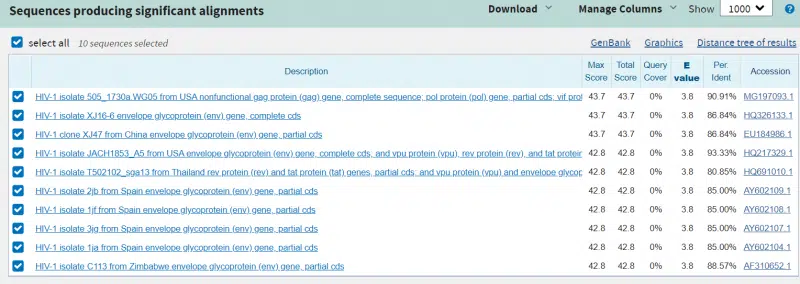 Sequences producing significant alignments Download Manage Columns Show 1000
select all 10 sequences selected GenBank Graphics Distance tree of results
Description Max Score Total Score Query Cover E value Per. Ident Accession
HIV-1 isolate 505_1730a.WG05 from USA nonfunctional gag protein (gag) gene, complete sequence; pol protein (pol) gene, partial cds; vif prot 43.7 43.7 0% 3.8 90.91% MG197093.1
HIV-1 isolate XJ16-6 envelope glycoprotein (env) gene, complete cds 43.7 43.7 0% 3.8 86.84% HQ326133.1
HIV-1 clone XJ47 from China envelope glycoprotein (env) gene, partial cds 43.7 43.7 0% 3.8 86.84% EU184986.1
HIV-1 isolate JACH1853_A5 from USA envelope glycoprotein (env) gene, complete cds; and vpu protein (vpu), rev protein (rev), and tat protein 42.8 42.8 0% 3.8 93.33% HQ217329.1
HIV-1 isolate T502102_sga13 from Thailand rev protein (rev) and tat protein (tat) genes, partial cds; and vpu protein (vpu) and envelope glycop 42.8 42.8 0% 3.8 80.85% HQ691010.1
HIV-1 isolate 2jb from Spain envelope glycoprotein (env) gene, partial cds 42.8 42.8 0% 3.8 85.00% AY602109.1
HIV-1 isolate 1jf from Spain envelope glycoprotein (env) gene, partial cds 42.8 42.8 0% 3.8 85.00% AY602108.1
HIV-1 isolate 3jg from Spain envelope glycoprotein (env) gene, partial cds 42.8 42.8 0% 3.8 85.00% AY602107.1
HIV-1 isolate 1ja from Spain envelope glycoprotein (env) gene, partial cds 42.8 42.8 0% 3.8 85.00% AY602104.1
HIV-1 isolate C113 from Zimbabwe envelope glycoprotein (env) gene, partial cds 42.8 42.8 0% 3.8 88.57% AF310652.1